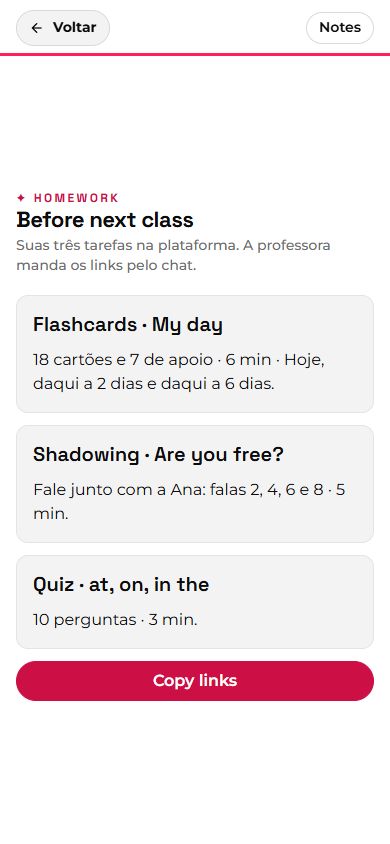 ← Voltar
Notes
✦ HOMEWORK
Before next class
Suas três tarefas na plataforma. A professora
manda os links pelo chat.
Flashcards · My day
18 cartões e 7 de apoio · 6 min · Hoje,
daqui a 2 dias e daqui a 6 dias.
Shadowing · Are you free?
Fale junto com a Ana: falas 2, 4, 6 e 8 · 5
min.
Quiz · at, on, in the
10 perguntas · 3 min.
Copy links